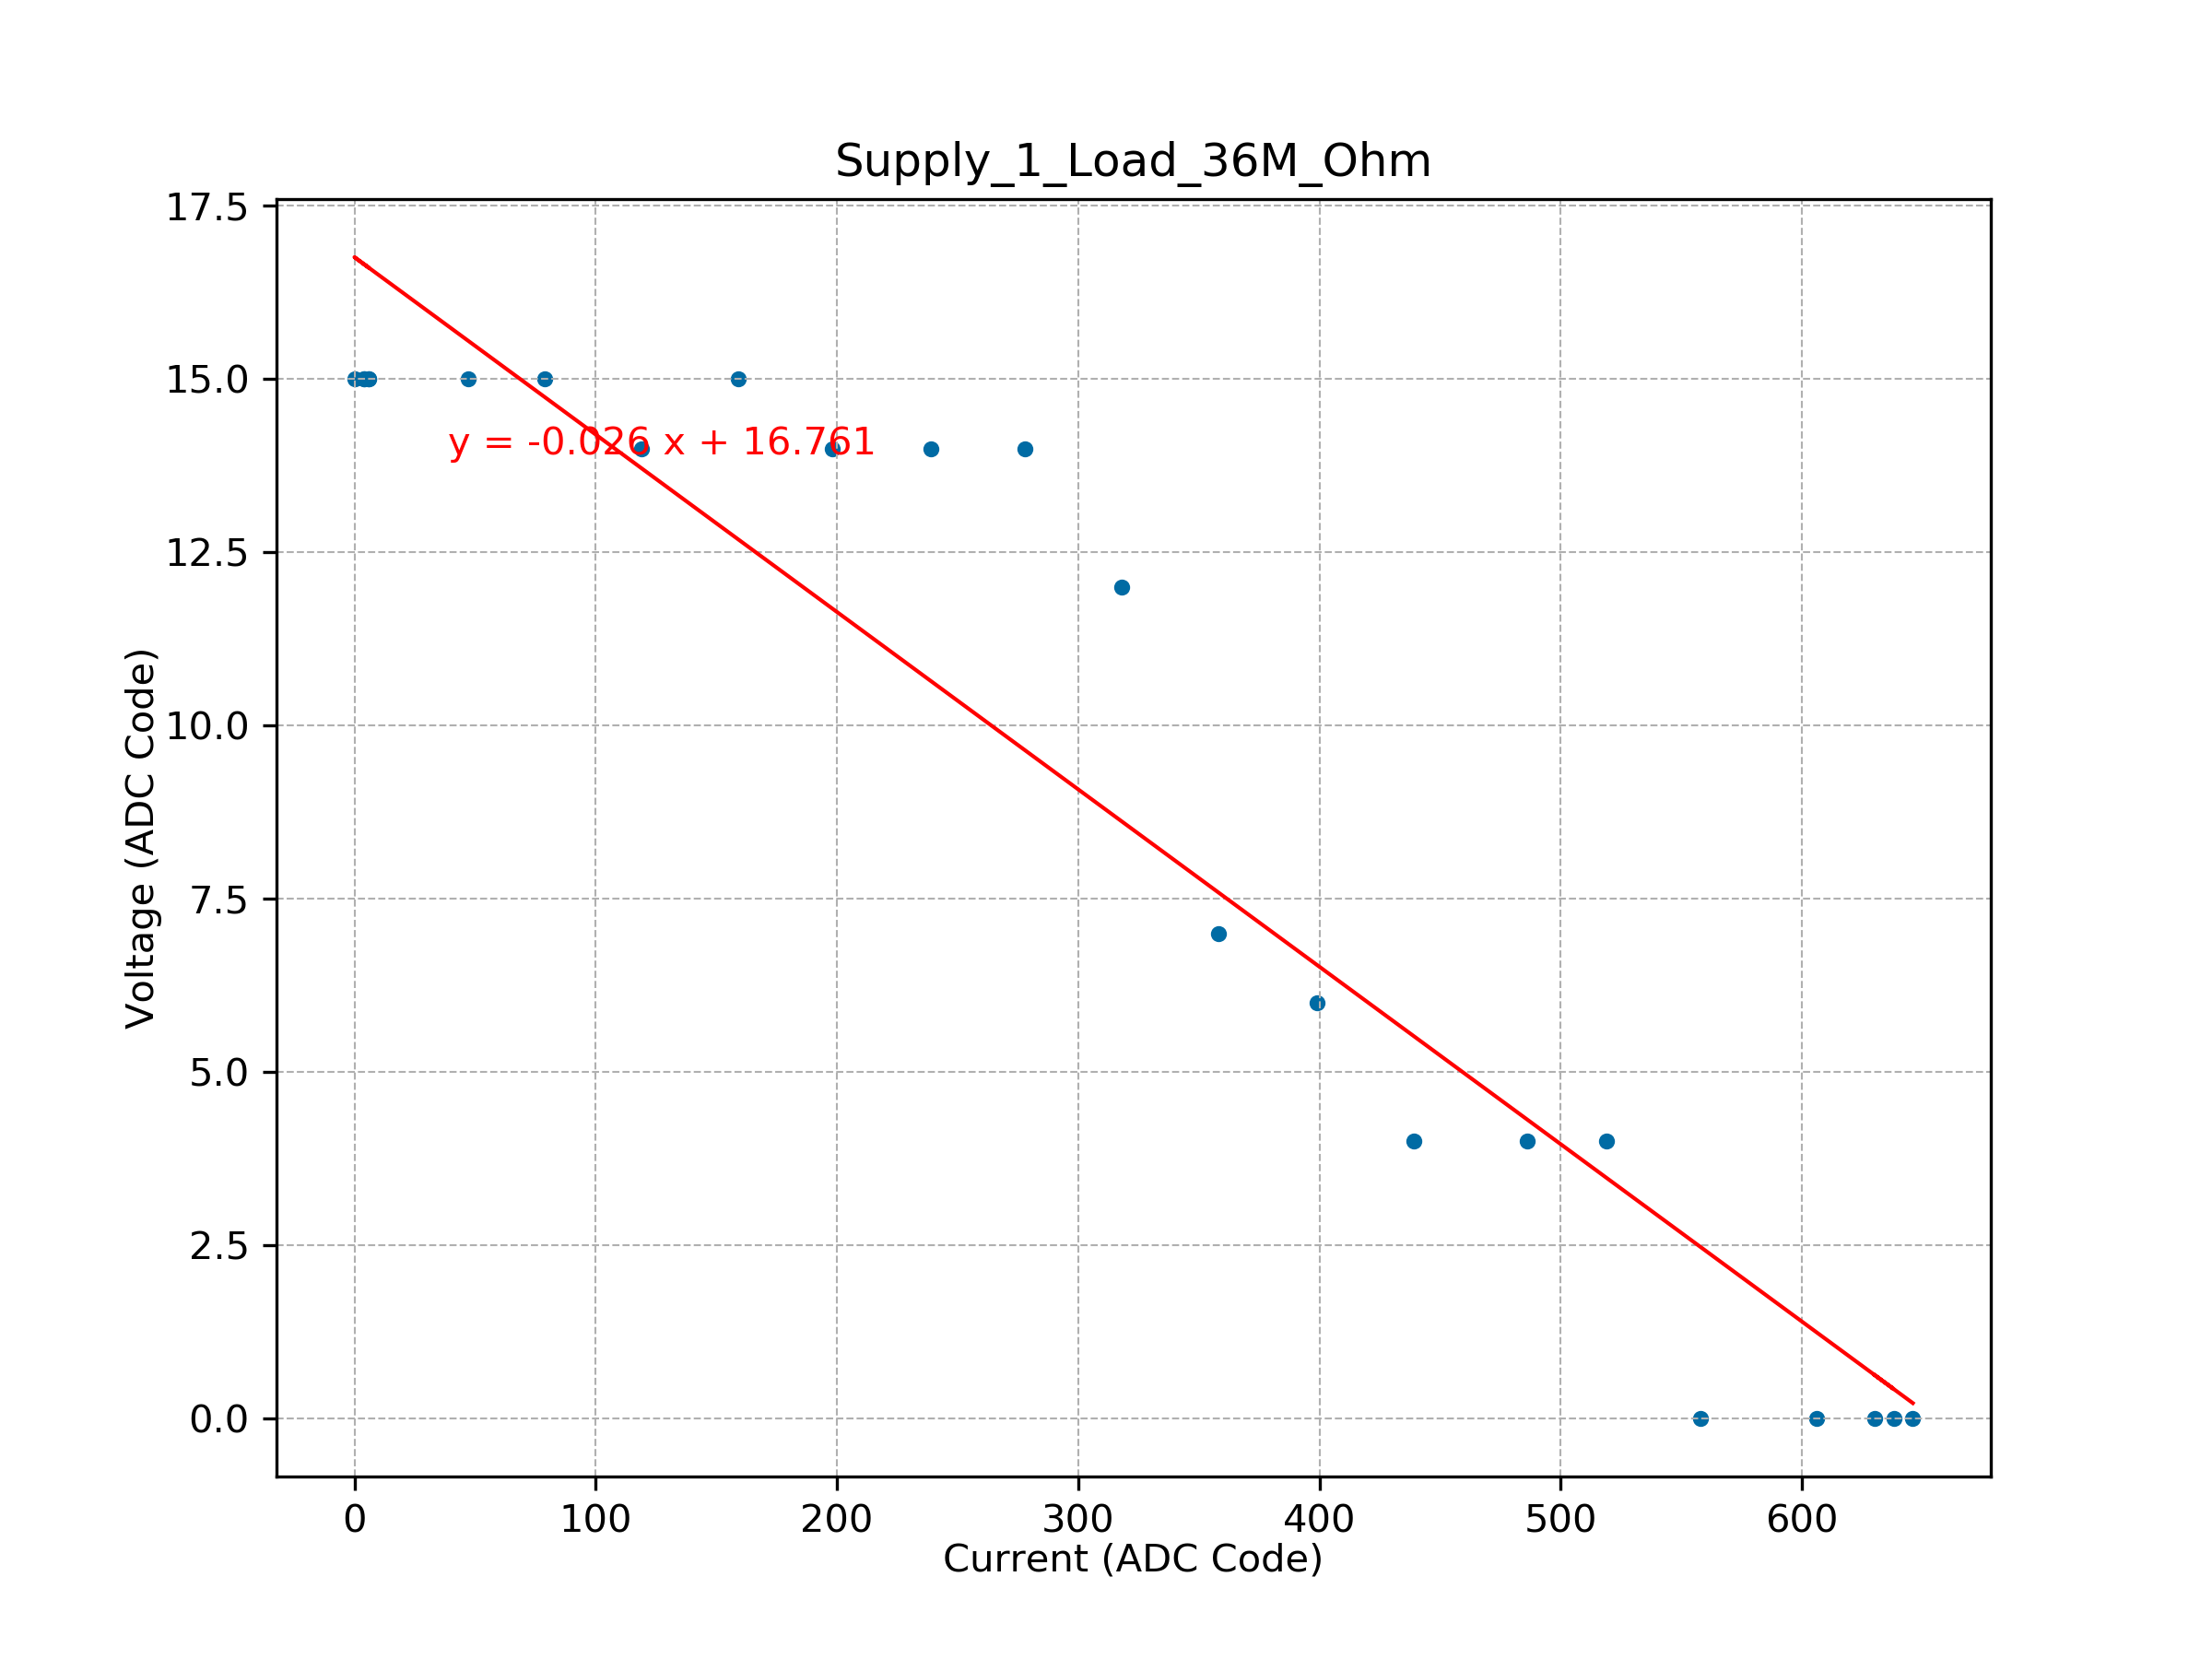 Supply_1_Load_36M_Ohm
17.5
15.0
12.5
10.0
7.5
5.0
2.5
0.0
Voltage (ADC Code)
y = -0.026 x + 16.761
0 100 200 300 400 500 600
Current (ADC Code)